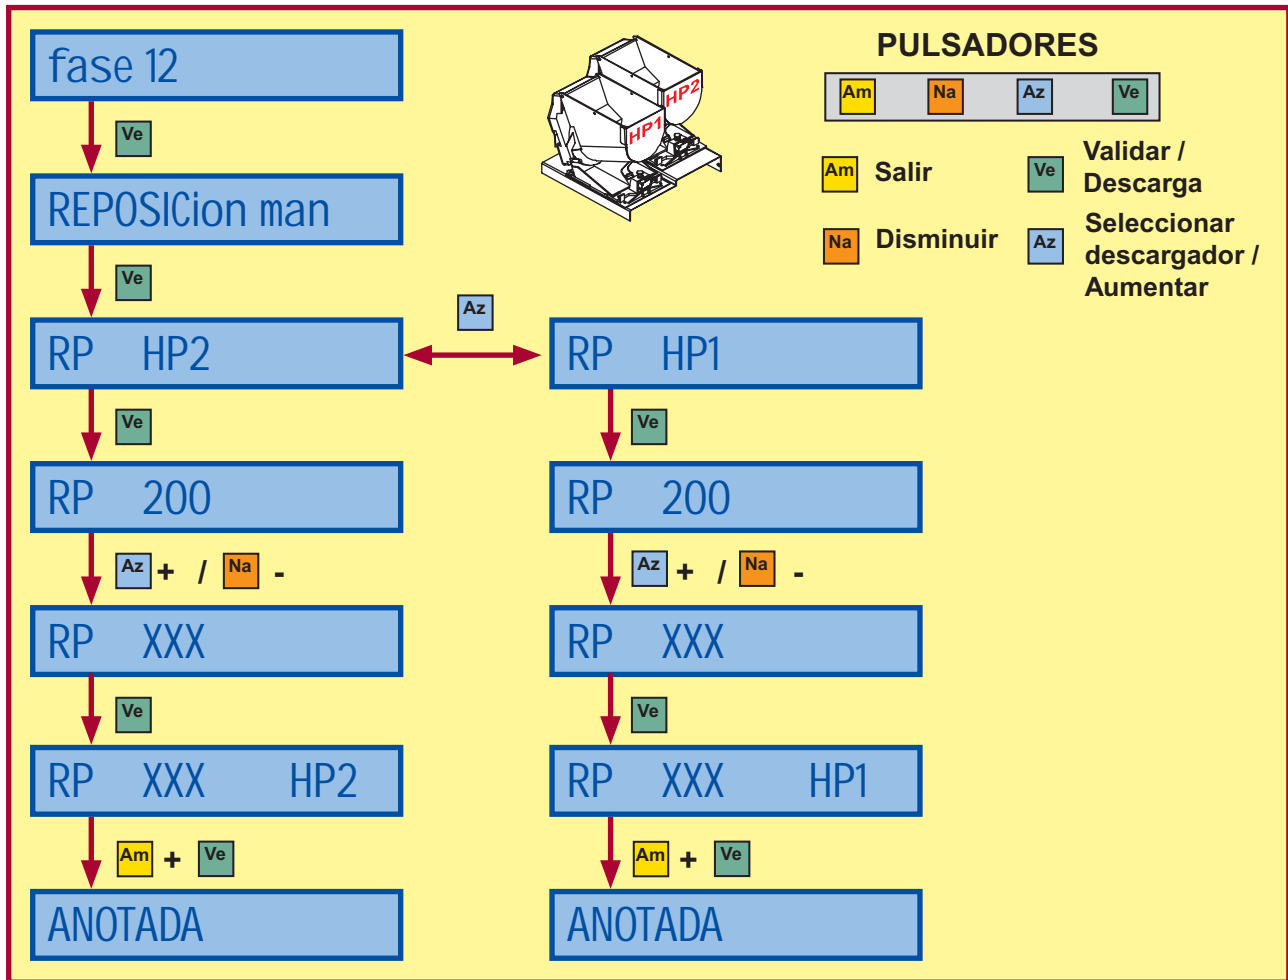 fase 12
Ve
REPOSICion man
Ve
RP HP2
Az
RP HP1
Ve
Ve
RP 200
RP 200
Az + / Na -
Az + / Na -
RP XXX
RP XXX
Ve
Ve
RP XXX HP2
RP XXX HP1
Am + Ve
Am + Ve
ANOTADA
ANOTADA
HP1
HP2
PULSADORES
Am Na Az Ve
Am Salir
Ve Validar /
Descarga
Na Disminuir
Az Seleccionar
descargador /
Aumentar